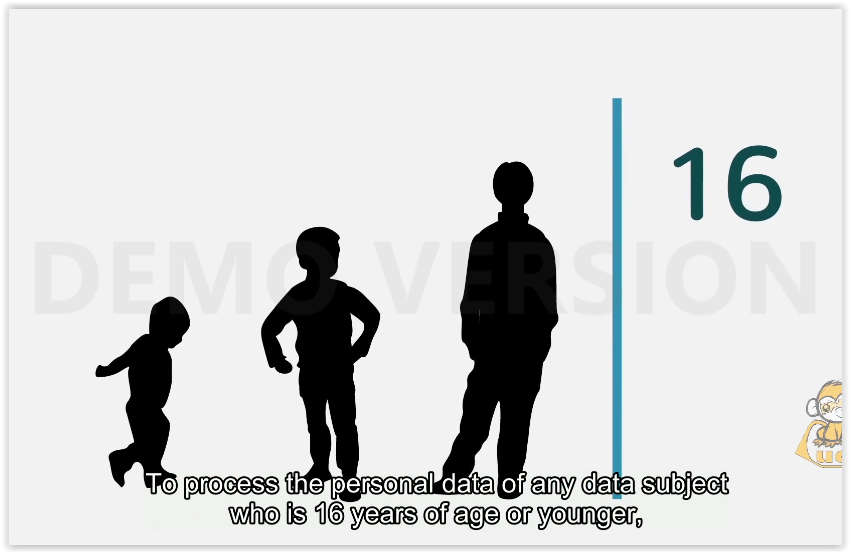 16
DEMO VERSION
To process the personal data of any data subject
who is 16 years of age or younger,